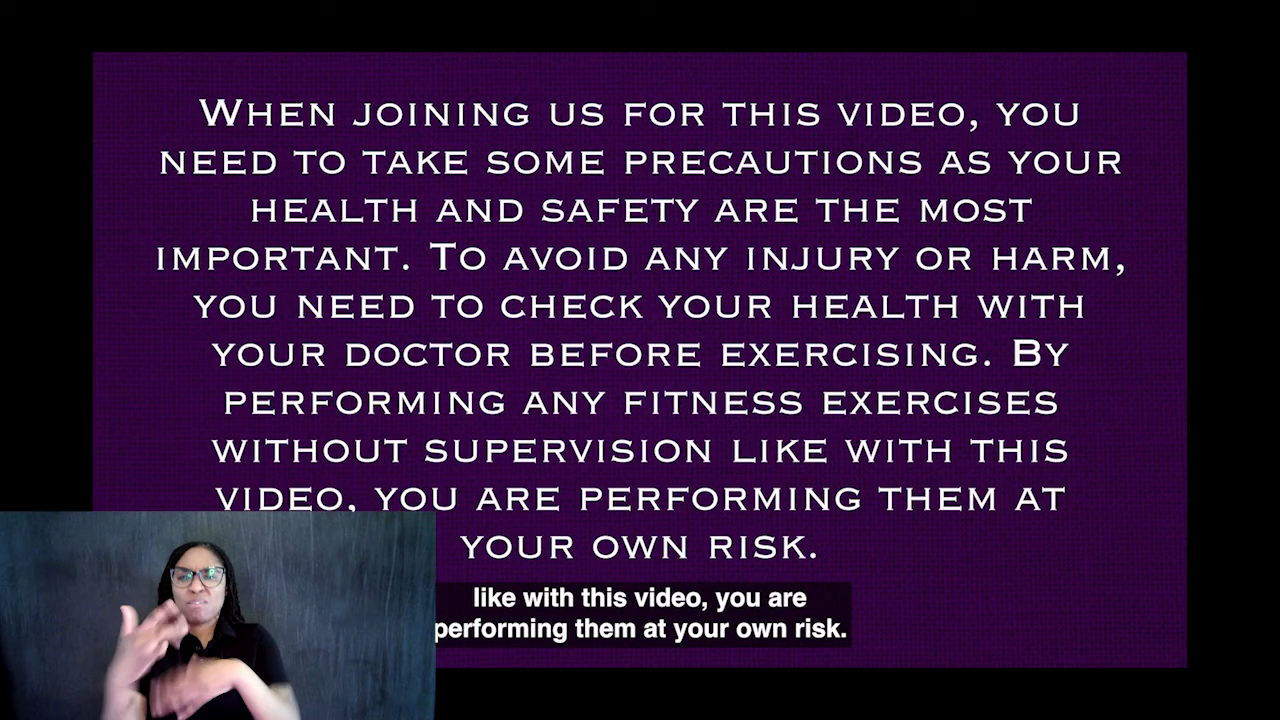 When joining us for this video, you
need to take some precautions as your
health and safety are the most
important. To avoid any injury or harm,
you need to check your health with
your doctor before exercising. By
performing any fitness exercises
without supervision like with this
video, you are performing them at
your own risk.
like with this video, you are
performing them at your own risk.